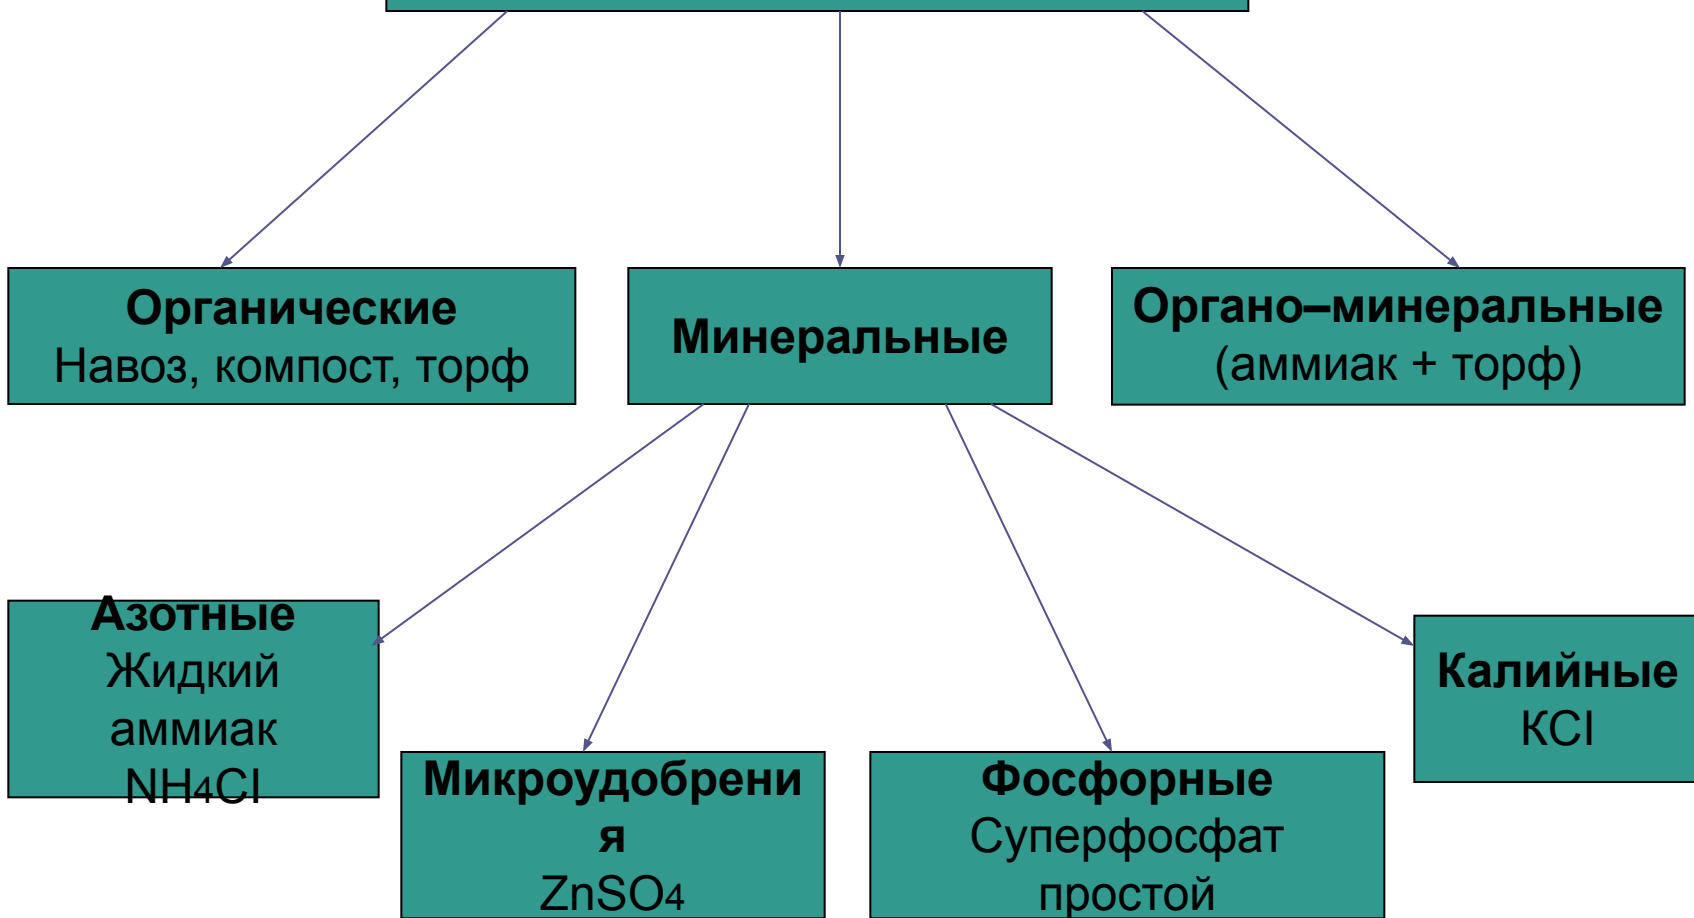 Органические
Навоз, компост, торф
Минеральные
Органо–минеральные
(аммиак + торф)
Азотные
Жидкий
аммиак
NH4Cl
Микроудобрени
я
ZnSO4
Фосфорные
Суперфосфат
простой
Калийные
KCl